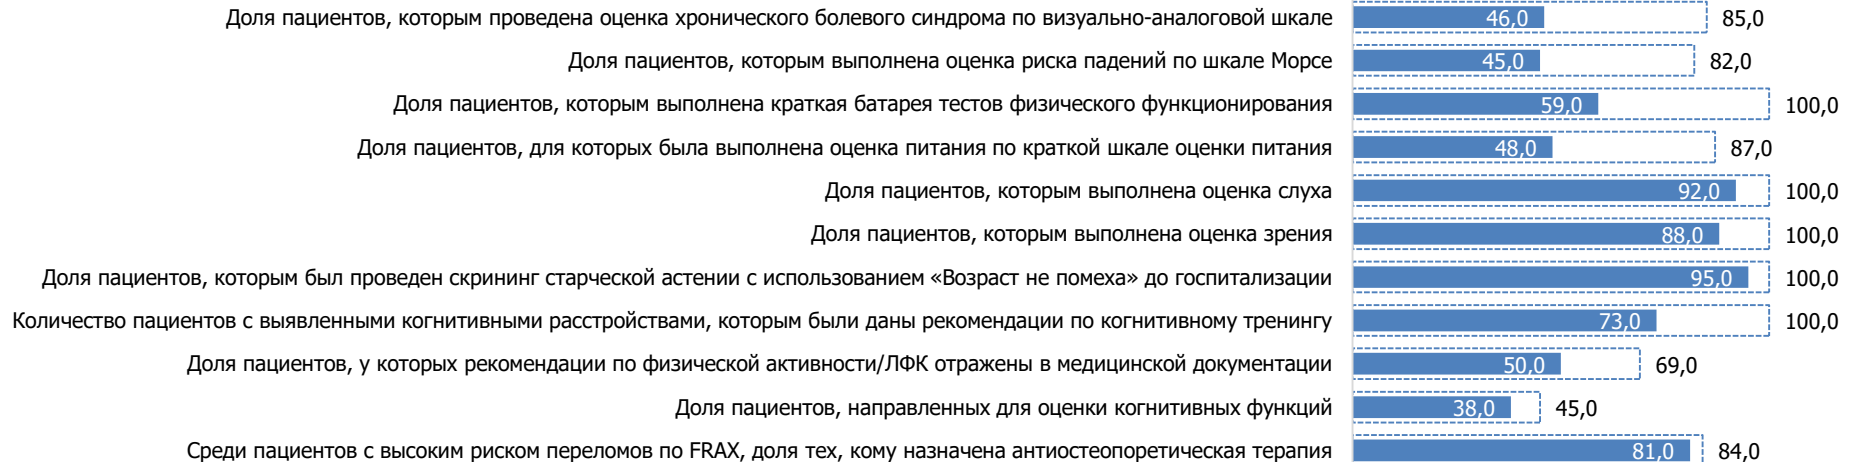 Доля пациентов, которым проведена оценка хронического болевого синдрома по визуально-аналоговой шкале 46,0 85,0
Доля пациентов, которым выполнена оценка риска падений по шкале Морсе 45,0 82,0
Доля пациентов, которым выполнена краткая батарея тестов физического функционирования 59,0 100,0
Доля пациентов, для которых была выполнена оценка питания по краткой шкале оценки питания 48,0 87,0
Доля пациентов, которым выполнена оценка слуха 92,0 100,0
Доля пациентов, которым выполнена оценка зрения 88,0 100,0
Доля пациентов, которым был проведен скрининг старческой астении с использованием «Возраст не помеха» до госпитализации 95,0 100,0
Количество пациентов с выявленными когнитивными расстройствами, которым были даны рекомендации по когнитивному тренингу 73,0 100,0
Доля пациентов, у которых рекомендации по физической активности/ЛФК отражены в медицинской документации 50,0 69,0
Доля пациентов, направленных для оценки когнитивных функций 38,0 45,0
Среди пациентов с высоким риском переломов по FRAX, доля тех, кому назначена антиостеопоретическая терапия 81,0 84,0